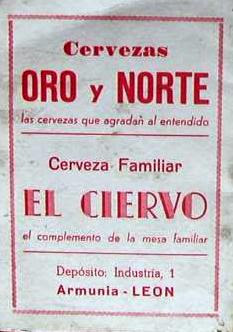 Cervezas
ORO y NORTE
las cervezas que agradan al entendido
Cerveza Familiar
EL CIERVO
el complemento de la mesa familiar
Depósito: Industria, 1
Armunia - LEON